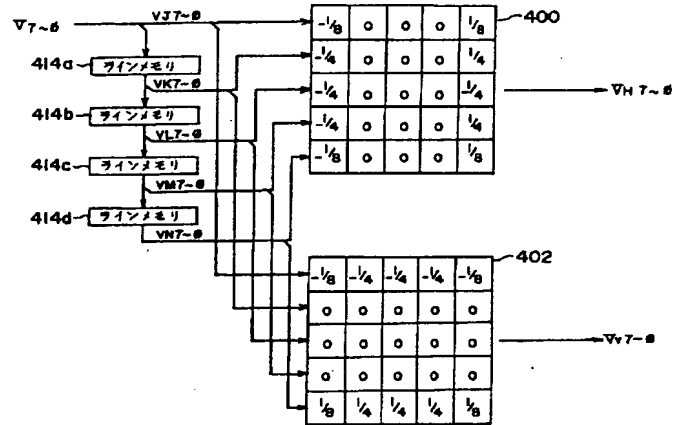 V7~0
VJ7~0
414a ラインメモリ
VK7~0
414b ラインメモリ
VL7~0
414c ラインメモリ
VM7~0
414d ラインメモリ
VN7~0
400
-1/8 0 0 0 1/8
-1/4 0 0 0 1/4
-1/4 0 0 0 -1/4
-1/4 0 0 0 1/4
-1/8 0 0 0 1/8
VH7~0
402
-1/8 -1/4 -1/4 -1/4 -1/8
0 0 0 0 0
0 0 0 0 0
0 0 0 0 0
1/8 1/4 1/4 1/4 1/8
VV7~0